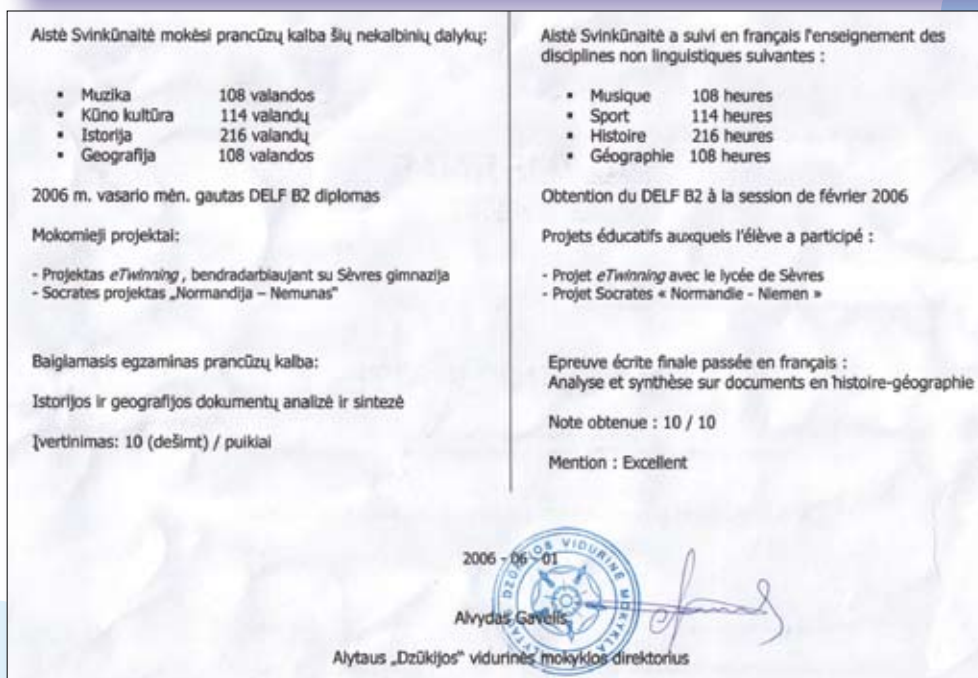 Aistė Svinkūnaitė mokėsi prancūzų kalba šių nekalbinių dalykų:
▪ Muzika 108 valandos
▪ Kūno kultūra 114 valandų
▪ Istorija 216 valandų
▪ Geografija 108 valandos
2006 m. vasario mėn. gautas DELF B2 diplomas
Mokomieji projektai:
- Projektas eTwinning , bendradarbiaujant su Sèvres gimnazija
- Socrates projektas „Normandija – Nemunas"
Baigiamasis egzaminas prancūzų kalba:
Istorijos ir geografijos dokumentų analizė ir sintezė
Įvertinimas: 10 (dešimt) / puikiai
Aistė Svinkūnaitė a suivi en français l'enseignement des
disciplines non linguistiques suivantes :
▪ Musique 108 heures
▪ Sport 114 heures
▪ Histoire 216 heures
▪ Géographie 108 heures
Obtention du DELF B2 à la session de février 2006
Projets éducatifs auxquels l'élève a participé :
- Projet eTwinning avec le lycée de Sèvres
- Projet Socrates « Normandie - Niemen »
Epreuve écrite finale passée en français :
Analyse et synthèse sur documents en histoire-géographie
Note obtenue : 10 / 10
Mention : Excellent
2006 - 06 - 01
Alvydas Gavelis
Alytaus „Dzūkijos" vidurinės mokyklos direktorius
ALYTAUS DZŪKIJOS VIDURINĖ MOKYKLA